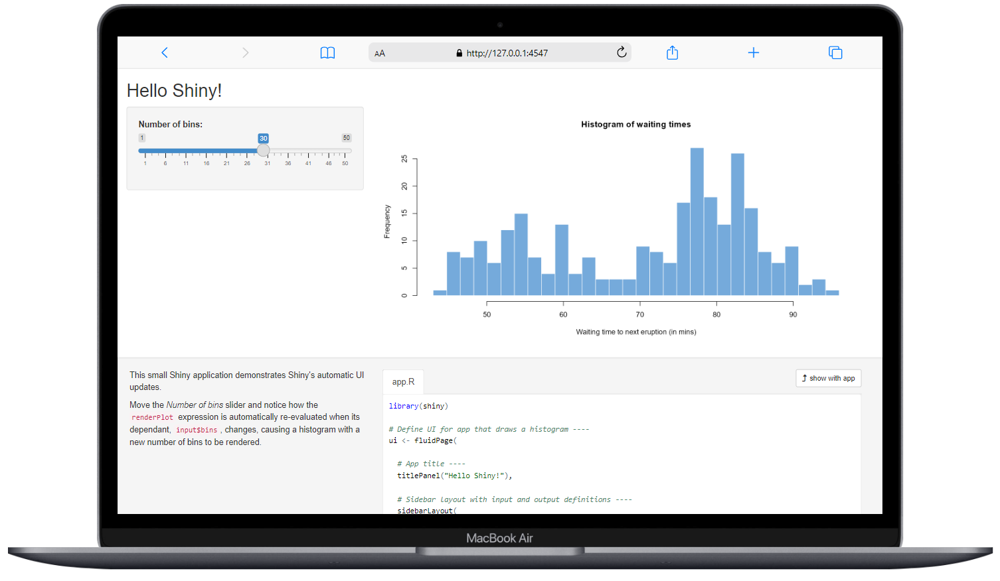 AA
http://127.0.0.1:4547
Hello Shiny!
Number of bins:
1 30 50
1 6 11 16 21 26 31 36 41 46 50
Histogram of waiting times
Frequency
25
20
15
10
5
0
50 60 70 80 90
Waiting time to next eruption (in mins)
This small Shiny application demonstrates Shiny's automatic UI
updates.
Move the Number of bins slider and notice how the
renderPlot expression is automatically re-evaluated when its
dependant, input$bins , changes, causing a histogram with a
new number of bins to be rendered.
app.R
show with app
library(shiny)
# Define UI for app that draws a histogram ----
ui <- fluidPage(
# App title ----
titlePanel("Hello Shiny!"),
# Sidebar layout with input and output definitions ----
sidebarLayout(
MacBook Air